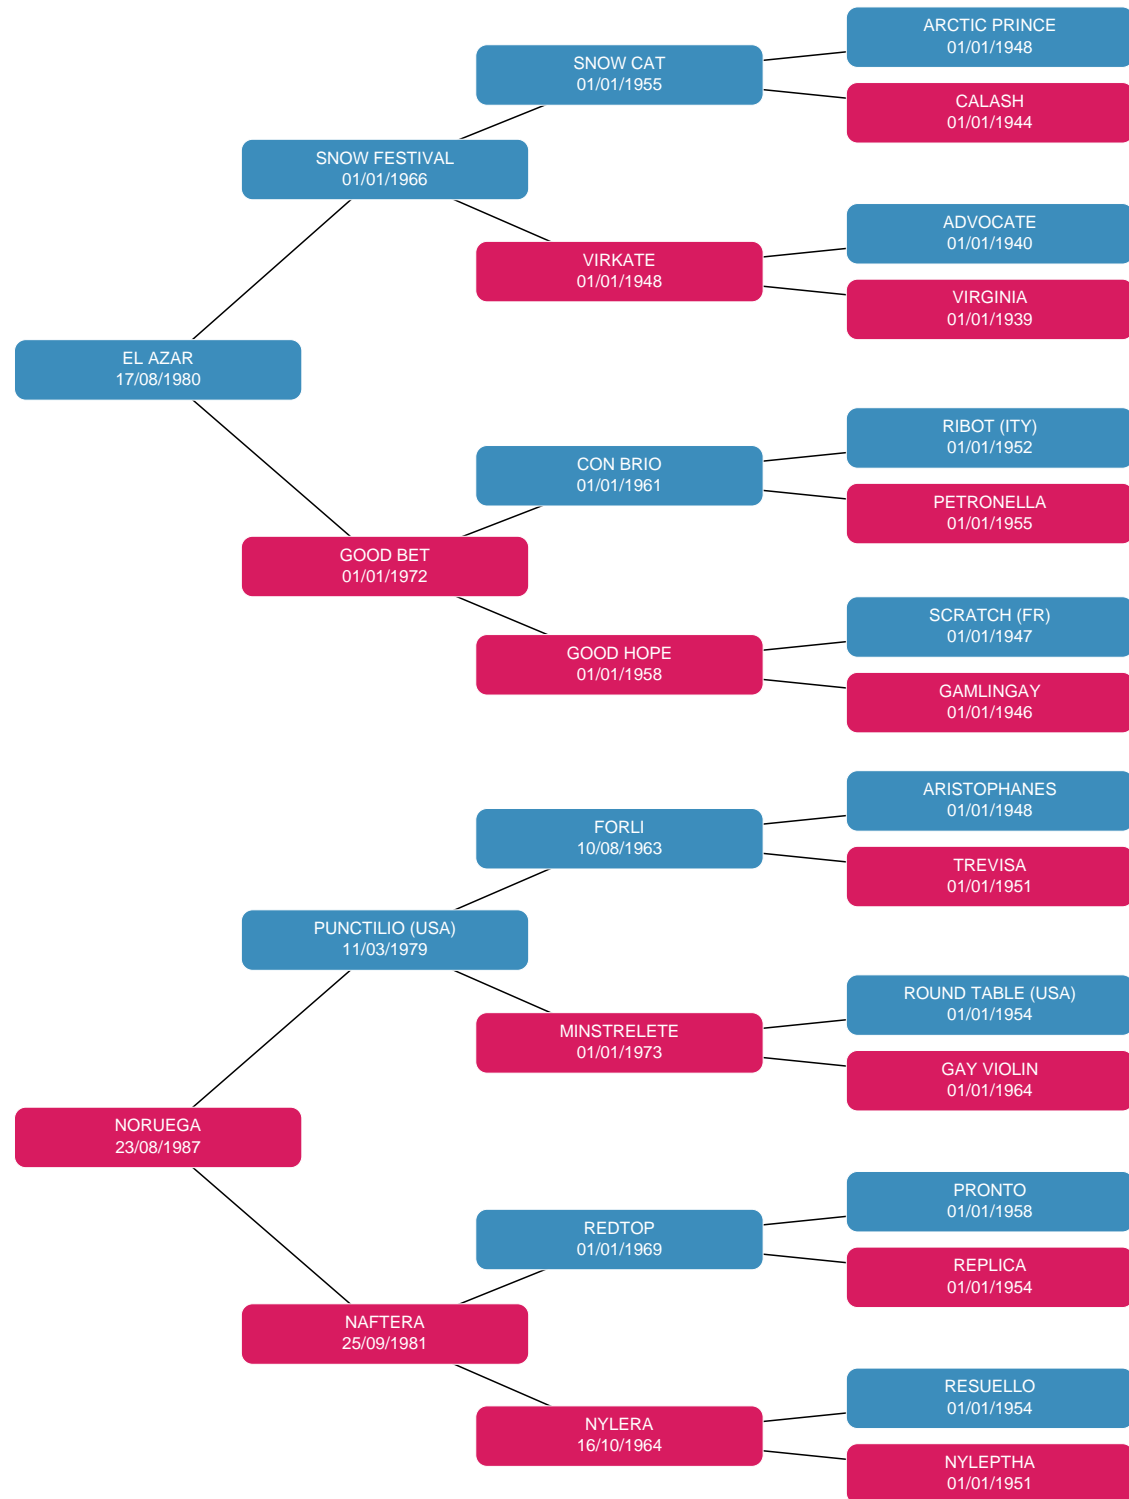 ARCTIC PRINCE
01/01/1948
SNOW CAT
01/01/1955
CALASH
01/01/1944
SNOW FESTIVAL
01/01/1966
ADVOCATE
01/01/1940
VIRKATE
01/01/1948
VIRGINIA
01/01/1939
EL AZAR
17/08/1980
RIBOT (ITY)
01/01/1952
CON BRIO
01/01/1961
PETRONELLA
01/01/1955
GOOD BET
01/01/1972
SCRATCH (FR)
01/01/1947
GOOD HOPE
01/01/1958
GAMLINGAY
01/01/1946
ARISTOPHANES
01/01/1948
FORLI
10/08/1963
TREVISA
01/01/1951
PUNCTILIO (USA)
11/03/1979
ROUND TABLE (USA)
01/01/1954
MINSTRELETE
01/01/1973
GAY VIOLIN
01/01/1964
NORUEGA
23/08/1987
PRONTO
01/01/1958
REDTOP
01/01/1969
REPLICA
01/01/1954
NAFTERA
25/09/1981
RESUELLO
01/01/1954
NYLERA
16/10/1964
NYLEPTHA
01/01/1951